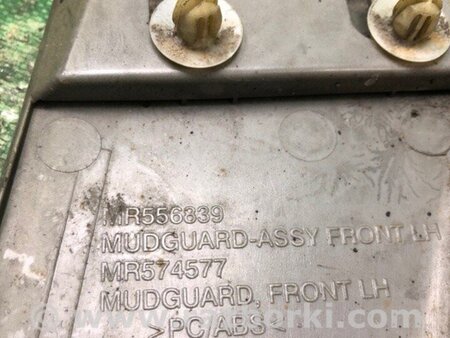 MR556839
MUDGUARD-ASSY FRONT LH
MR574577
MUDGUARD, FRONT LH
>PC/ABS<